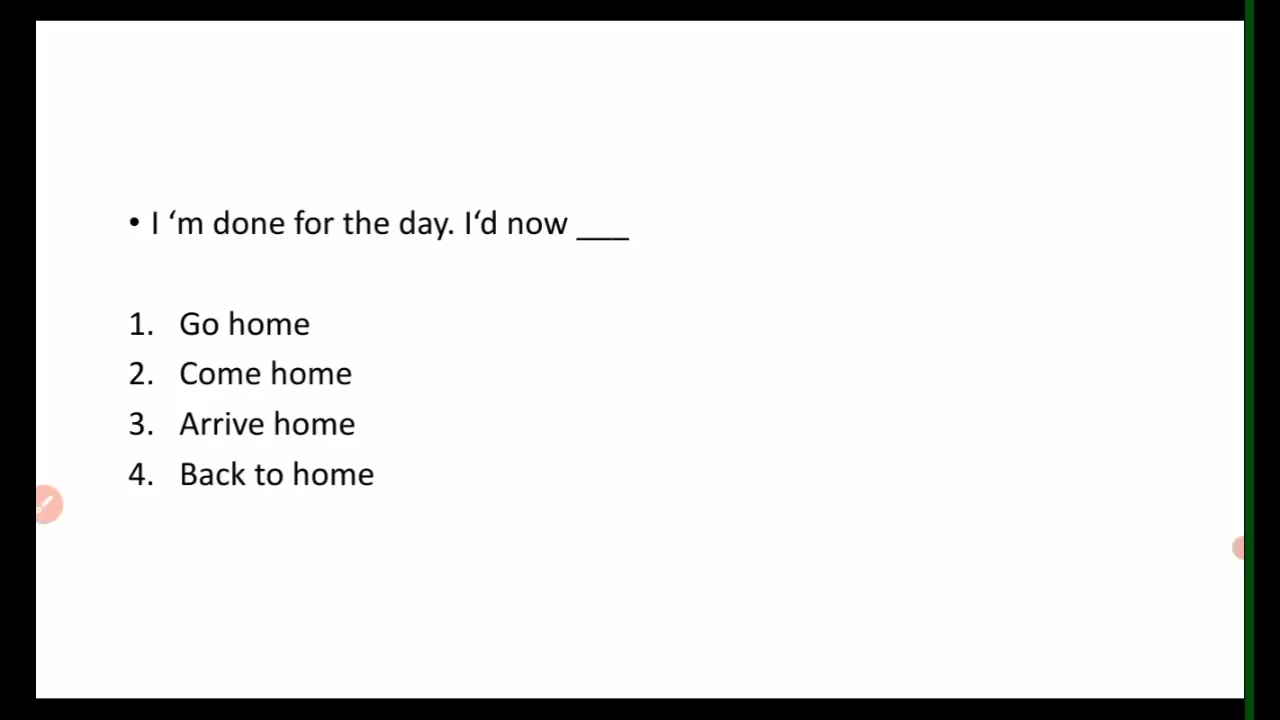 • I ‘m done for the day. I‘d now ___
1. Go home
2. Come home
3. Arrive home
4. Back to home